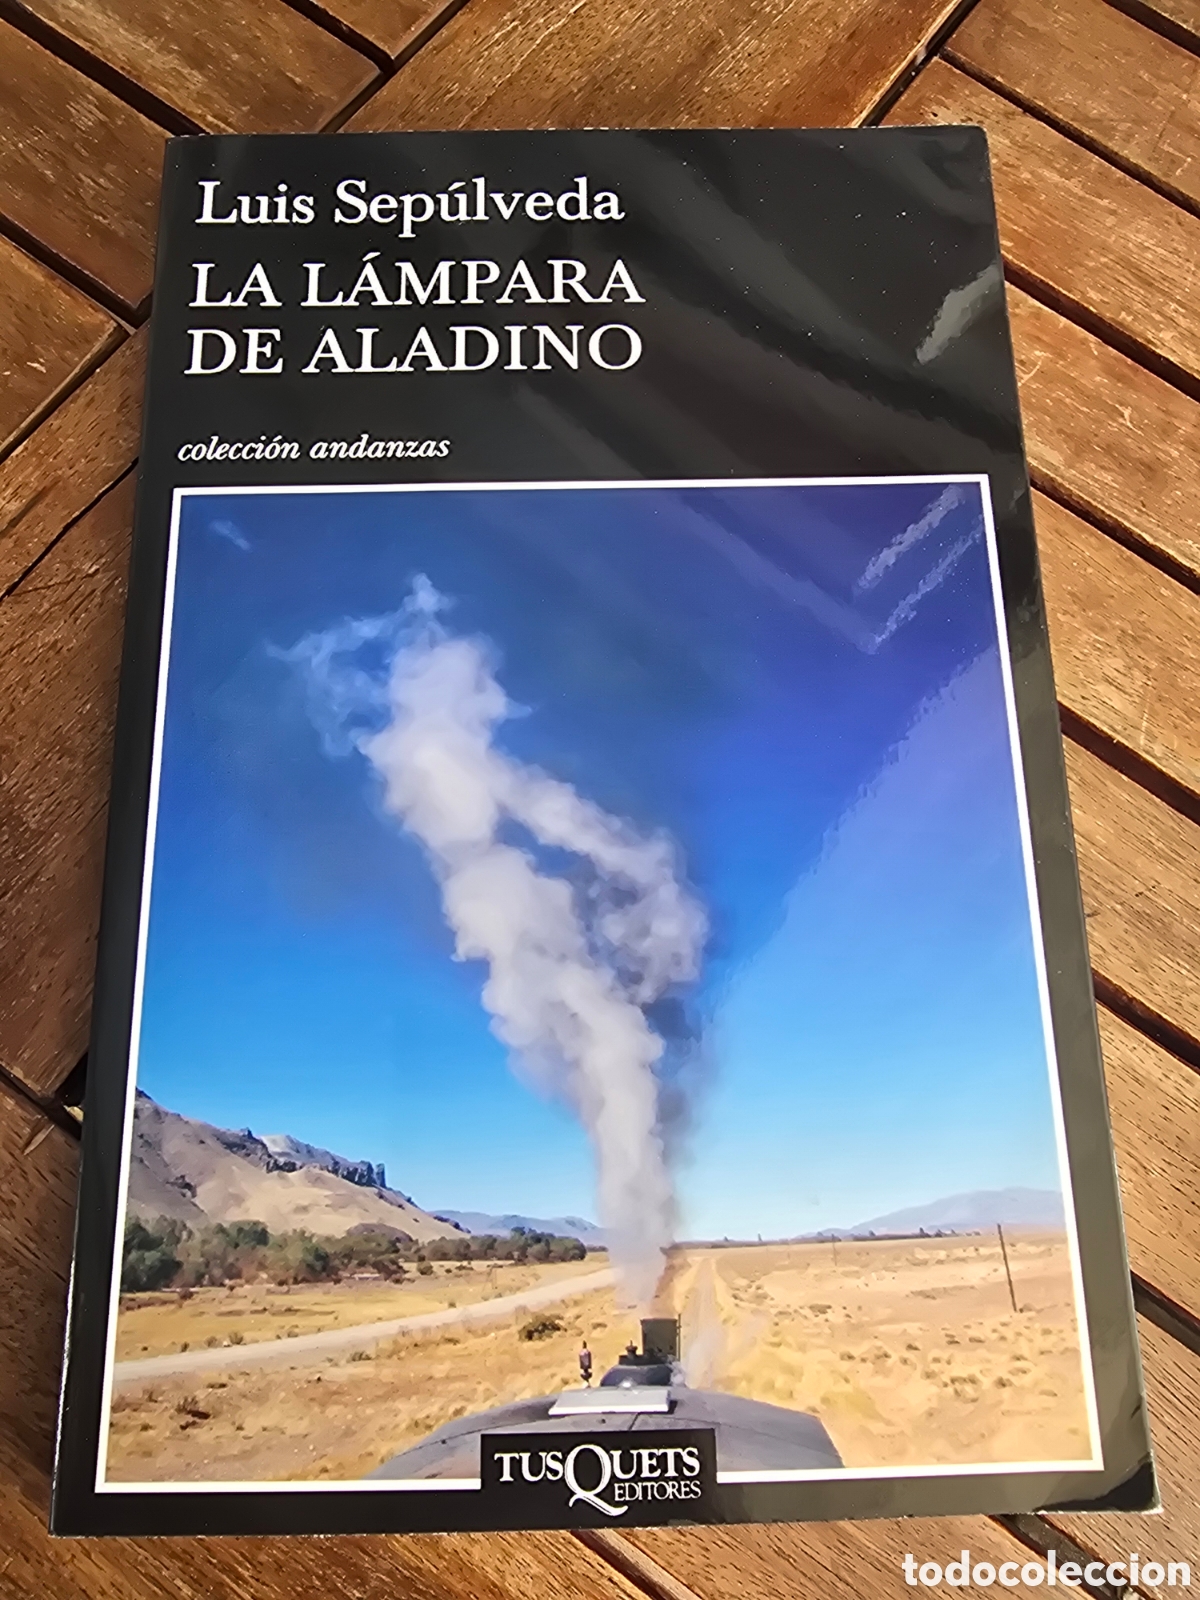 Luis Sepúlveda
LA LÁMPARA
DE ALADINO
colección andanzas
TUSQUETS
EDITORES
todocoleccion